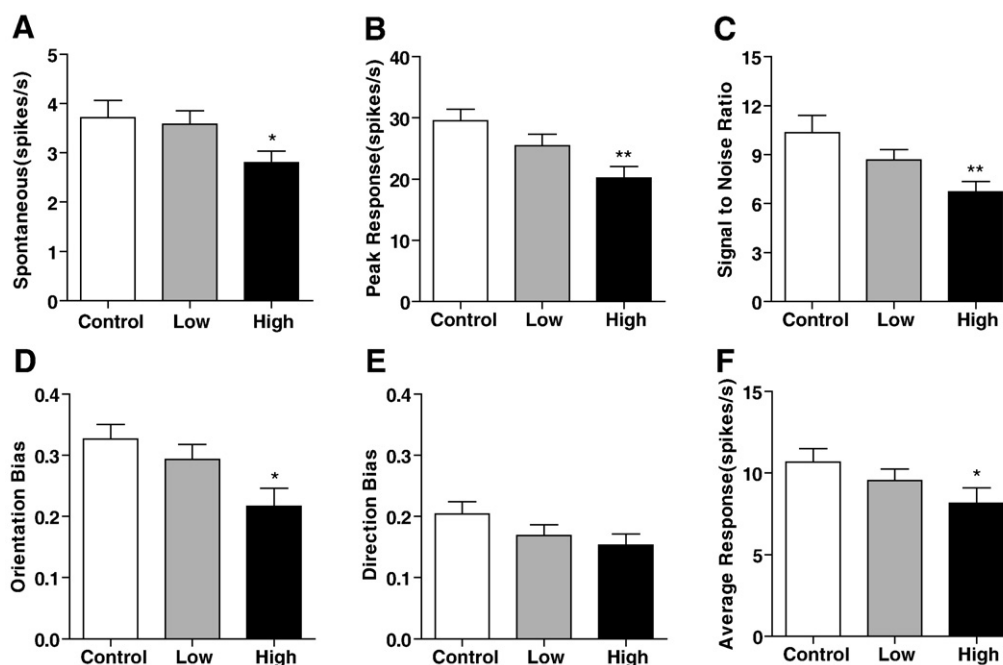 A
Spontaneous(spikes/s)
5
4
3
2
1
0
*
Control Low High
B
Peak Response(spikes/s)
40
30
20
10
0
**
Control Low High
C
Signal to Noise Ratio
15
12
9
6
3
0
**
Control Low High
D
Orientation Bias
0.4
0.3
0.2
0.1
0.0
*
Control Low High
E
Direction Bias
0.4
0.3
0.2
0.1
0.0
Control Low High
F
Average Response(spikes/s)
15
10
5
0
*
Control Low High